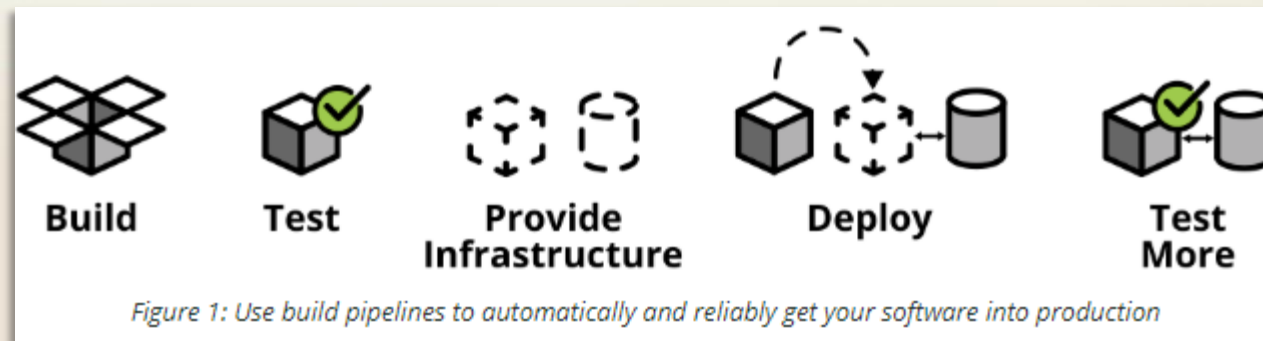 Build
Test
Provide
Infrastructure
Deploy
Test
More
Figure 1: Use build pipelines to automatically and reliably get your software into production